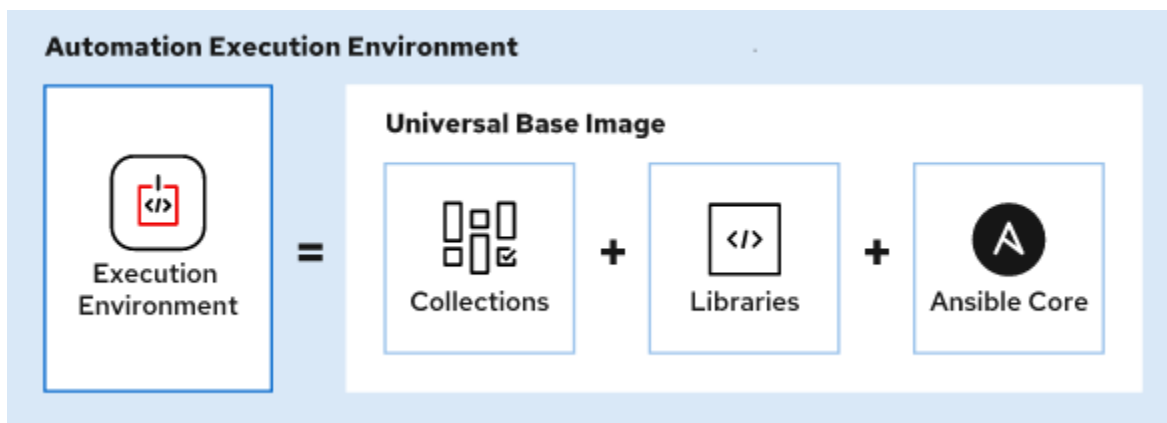 Automation Execution Environment
Universal Base Image
</>
Execution
Environment
=
Collections
+
</>
Libraries
+
Ansible Core